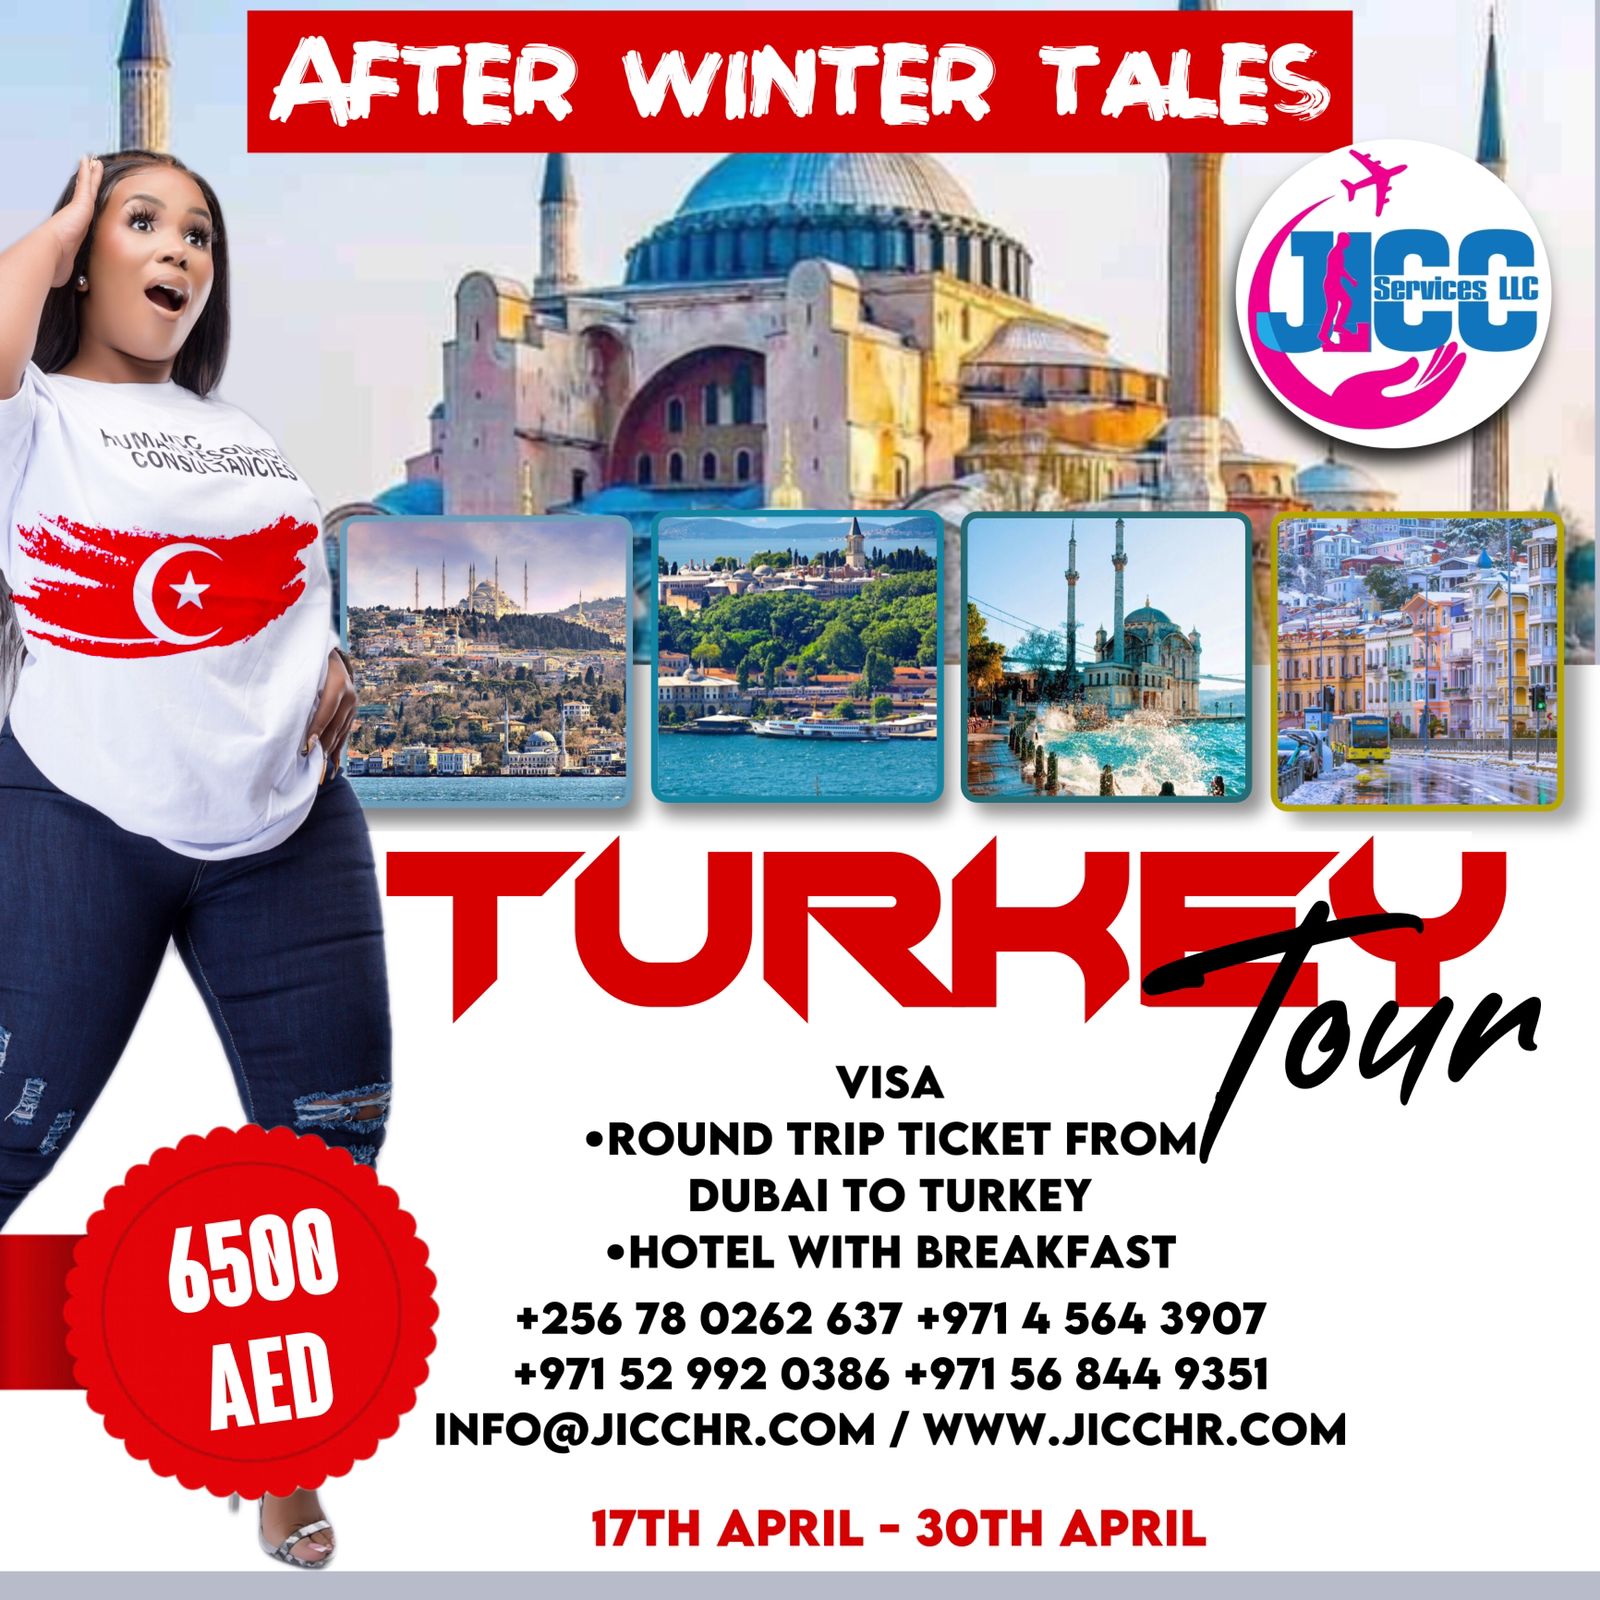 AFTER WINTER TALES
JICC
Services LLC
CONSULTANCIES
TURKEY
Tour
VISA
•ROUND TRIP TICKET FROM
DUBAI TO TURKEY
•HOTEL WITH BREAKFAST
+256 78 0262 637 +971 4 564 3907
+971 52 992 0386 +971 56 844 9351
INFO@JICCHR.COM / WWW.JICCHR.COM
6500
AED
17TH APRIL - 30TH APRIL